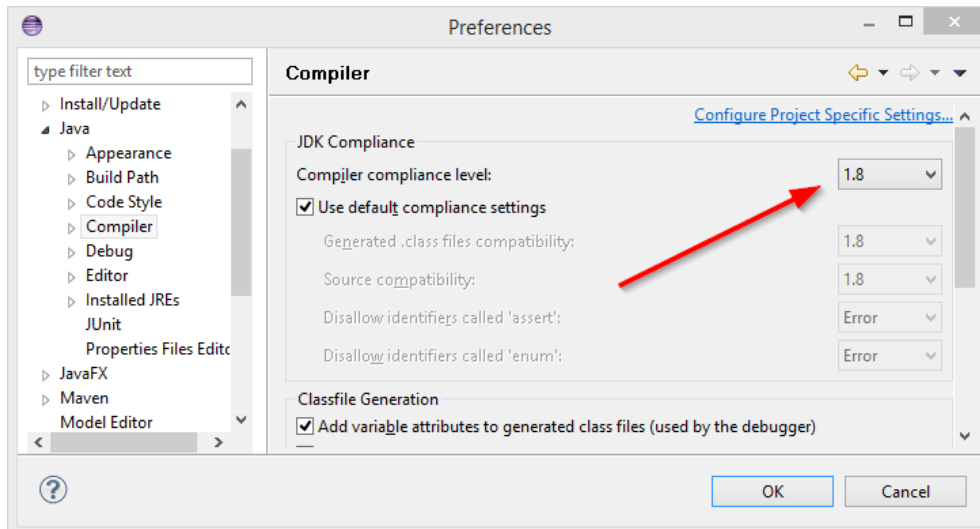 Preferences
type filter text
Install/Update
Java
Appearance
Build Path
Code Style
Compiler
Debug
Editor
Installed JREs
JUnit
Properties Files Edito
JavaFX
Maven
Model Editor
Compiler
Configure Project Specific Settings...
JDK Compliance
Compiler compliance level: 1.8
Use default compliance settings
Generated .class files compatibility: 1.8
Source compatibility: 1.8
Disallow identifiers called 'assert': Error
Disallow identifiers called 'enum': Error
Classfile Generation
Add variable attributes to generated class files (used by the debugger)
OK Cancel